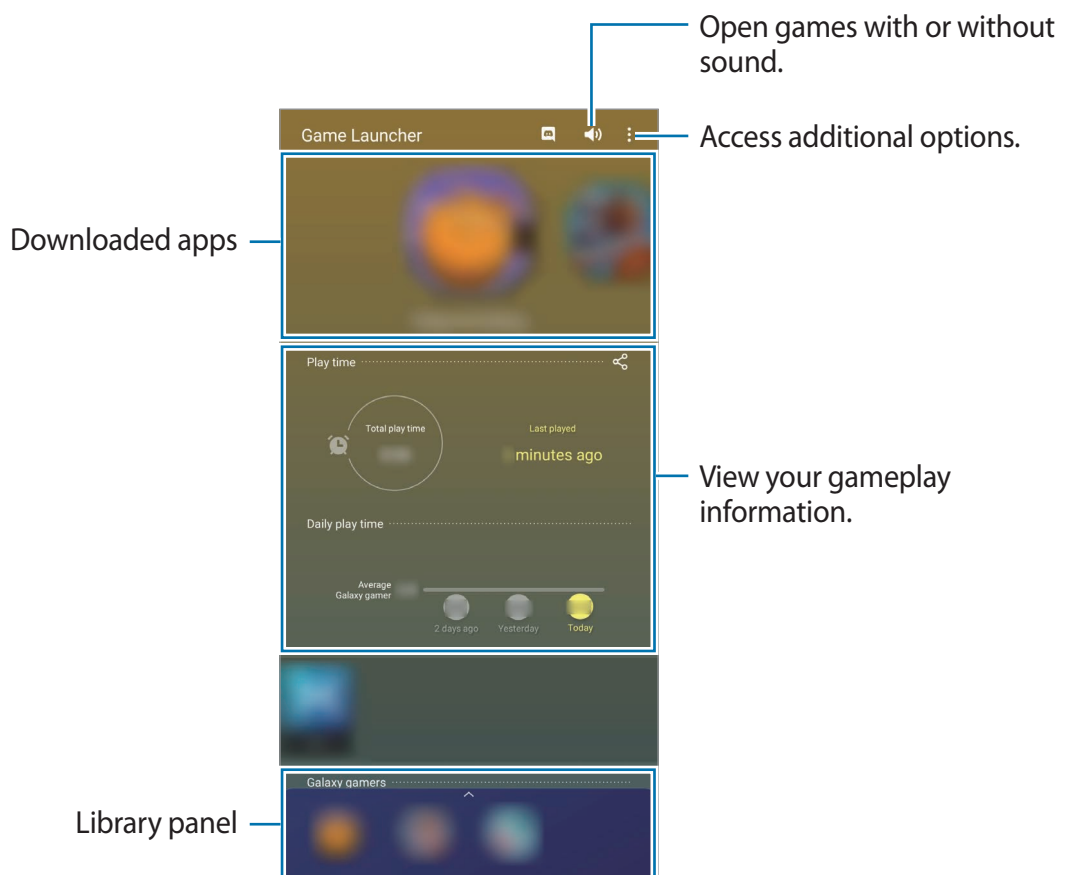 Open games with or without
sound.
Game Launcher
Access additional options.
Downloaded apps
Play time
Total play time
Last played
minutes ago
View your gameplay
information.
Daily play time
Average
Galaxy gamer
2 days ago Yesterday Today
Galaxy gamers
Library panel